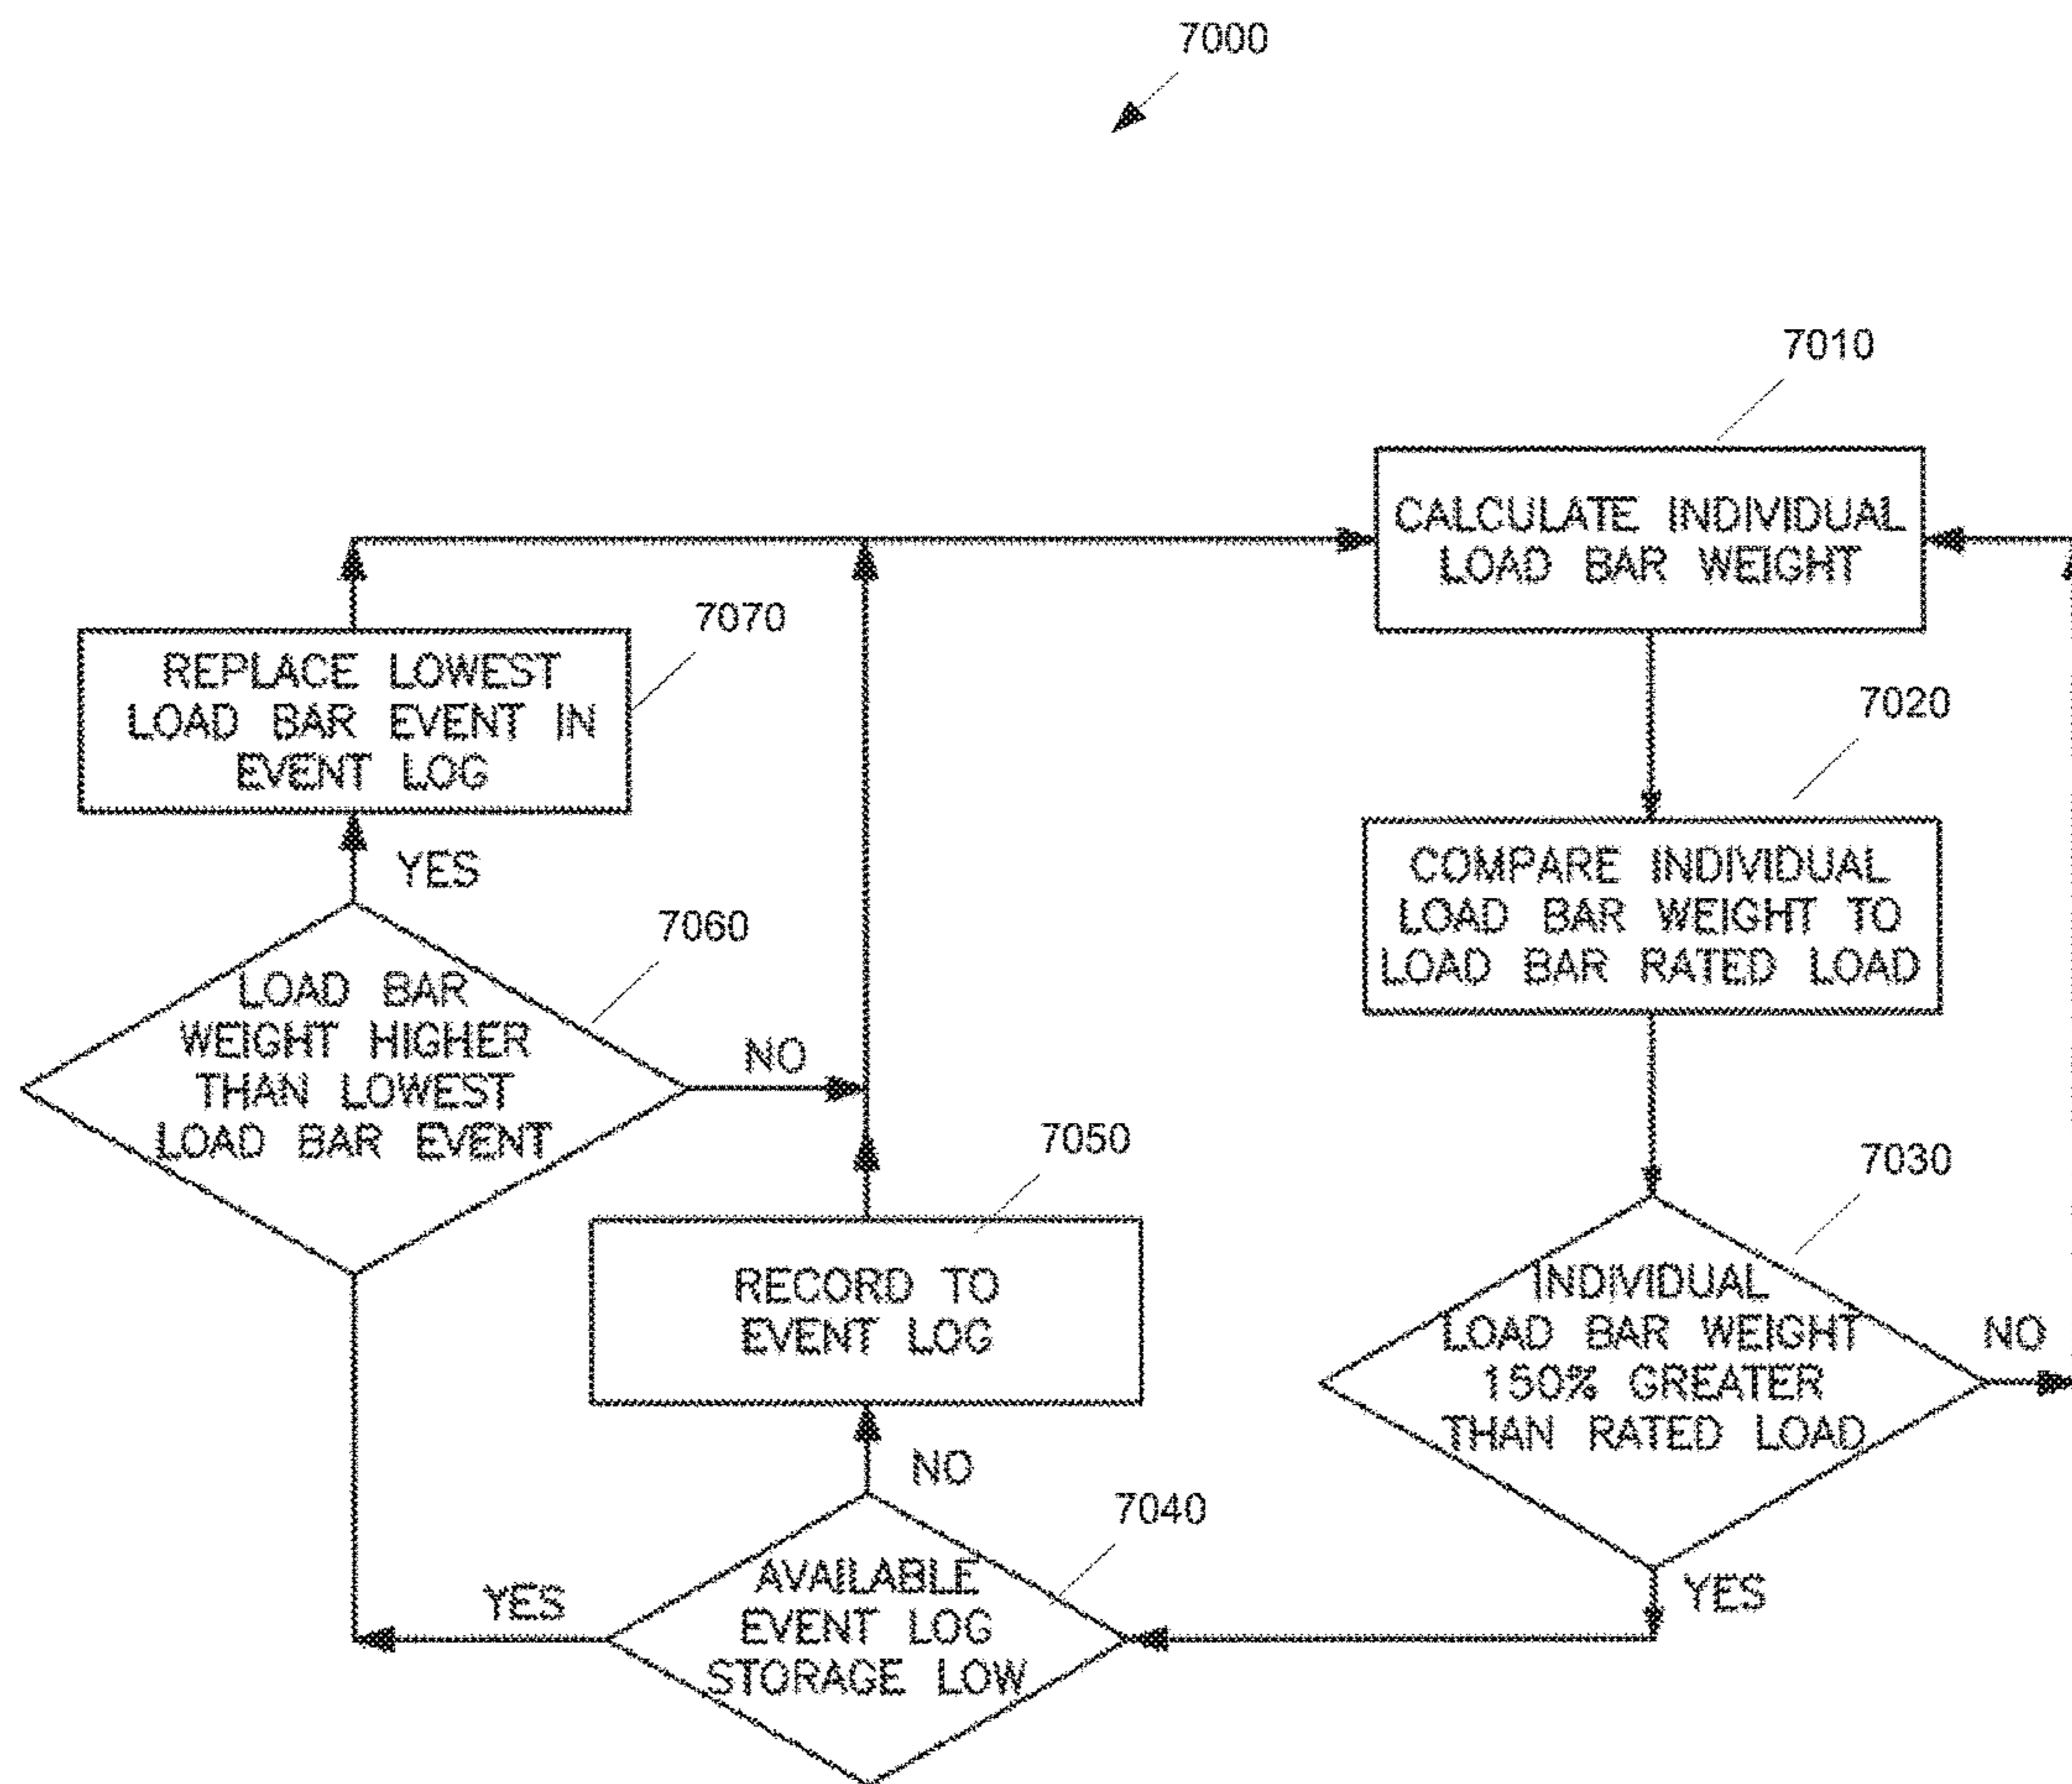 7000
7010
CALCULATE INDIVIDUAL
LOAD BAR WEIGHT
7020
COMPARE INDIVIDUAL
LOAD BAR WEIGHT TO
LOAD BAR RATED LOAD
7030
INDIVIDUAL
LOAD BAR WEIGHT
150% GREATER
THAN RATED LOAD
NO
YES
7040
AVAILABLE
EVENT LOG
STORAGE LOW
NO
YES
7050
RECORD TO
EVENT LOG
7060
LOAD BAR
WEIGHT HIGHER
THAN LOWEST
LOAD BAR EVENT
NO
YES
7070
REPLACE LOWEST
LOAD BAR EVENT IN
EVENT LOG